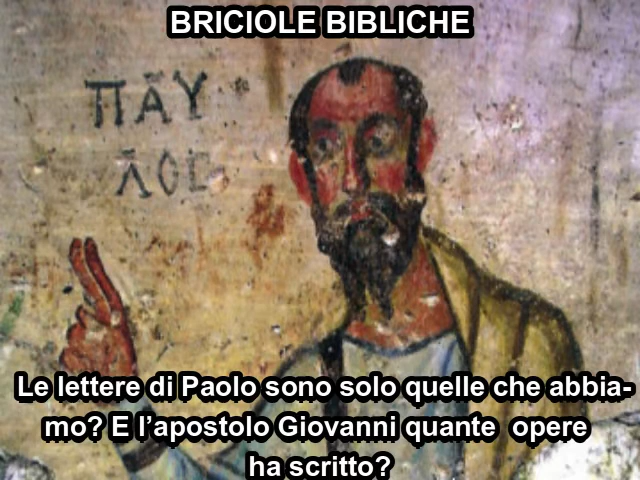 BRICIOLE BIBLICHE
ΠΑΥ
ΛΟΣ
Le lettere di Paolo sono solo quelle che abbia-
mo? E l’apostolo Giovanni quante opere
ha scritto?